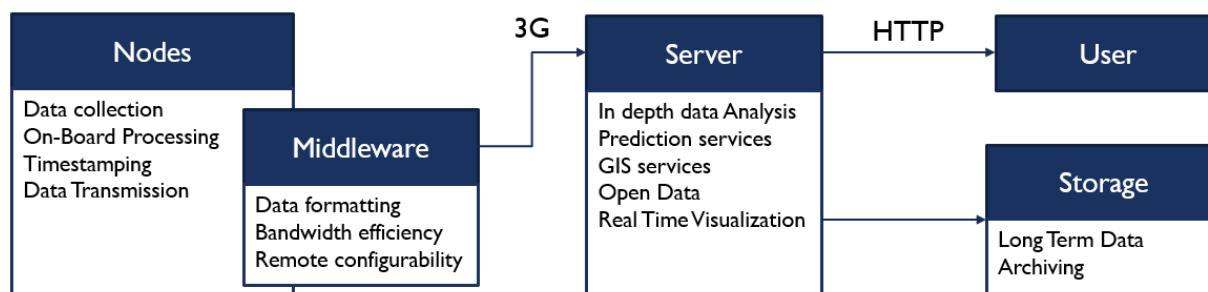 Nodes
Data collection
On-Board Processing
Timestamping
Data Transmission
Middleware
Data formatting
Bandwidth efficiency
Remote configurability
3G
Server
In depth data Analysis
Prediction services
GIS services
Open Data
Real Time Visualization
HTTP
User
Storage
Long Term Data
Archiving